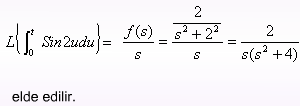 L{∫₀ᵗ Sin2udu} = f(s)/s = (2/(s²+2²))/s = 2/(s(s²+4))
elde edilir.